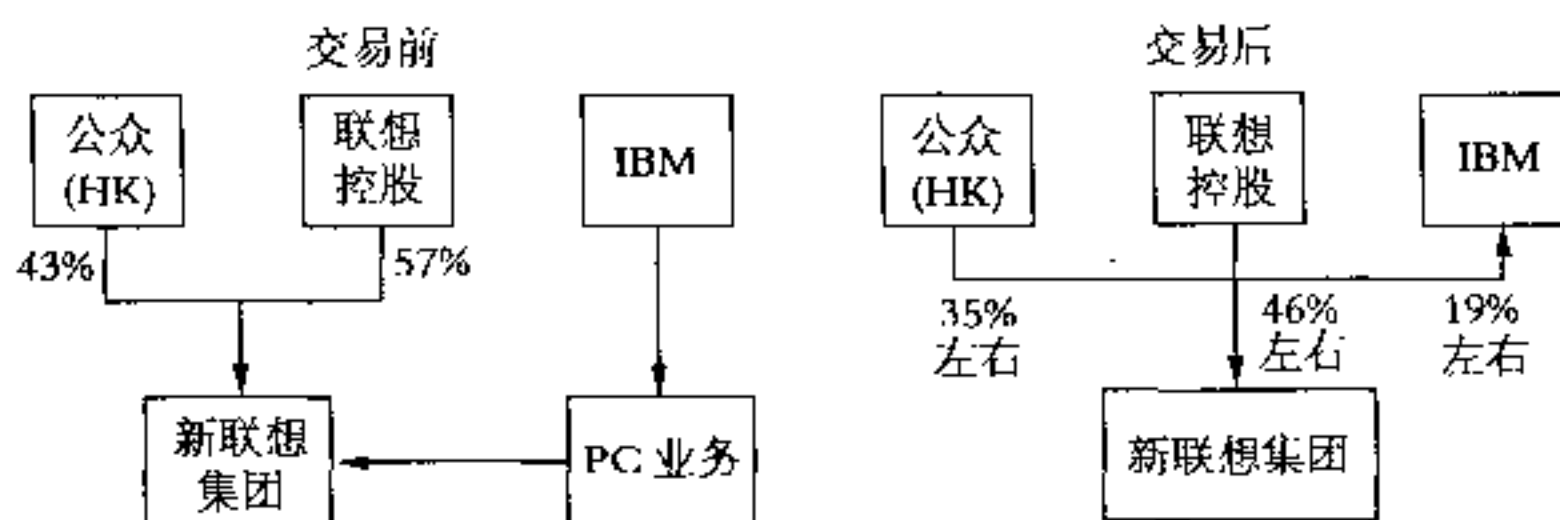 交易前
公众
(HK)
联想
控股
IBM
43%
57%
新联想
集团
PC 业务
交易后
公众
(HK)
联想
控股
IBM
35%
左右
46%
左右
19%
左右
新联想集团